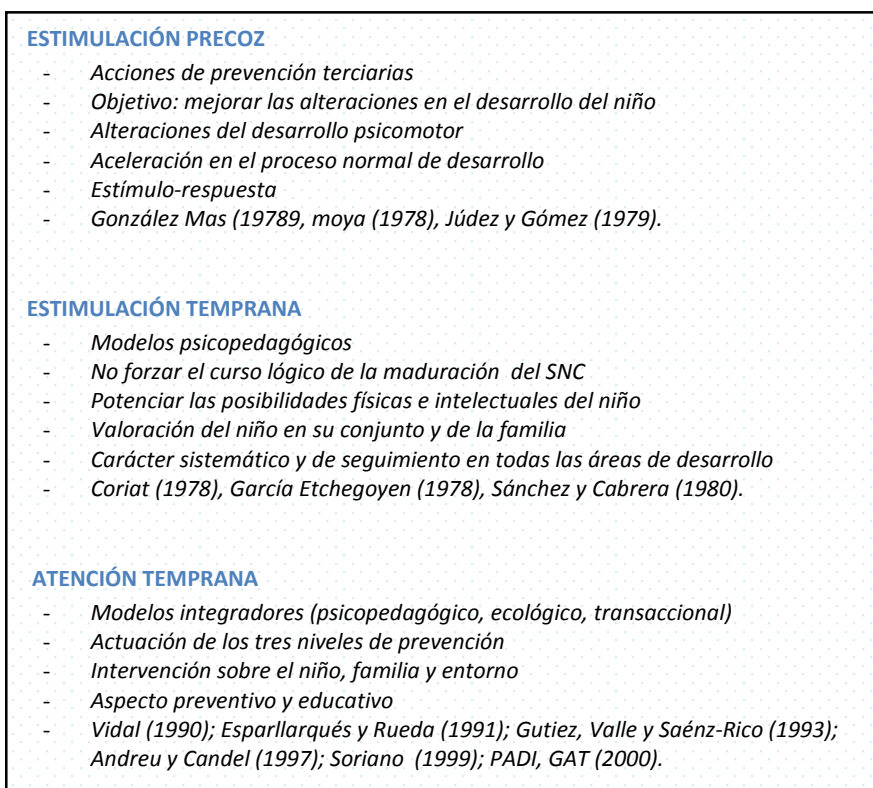 ESTIMULACIÓN PRECOZ
- Acciones de prevención terciarias
- Objetivo: mejorar las alteraciones en el desarrollo del niño
- Alteraciones del desarrollo psicomotor
- Aceleración en el proceso normal de desarrollo
- Estímulo-respuesta
- González Mas (19789, moya (1978), Júdez y Gómez (1979).
ESTIMULACIÓN TEMPRANA
- Modelos psicopedagógicos
- No forzar el curso lógico de la maduración del SNC
- Potenciar las posibilidades físicas e intelectuales del niño
- Valoración del niño en su conjunto y de la familia
- Carácter sistemático y de seguimiento en todas las áreas de desarrollo
- Coriat (1978), García Etchegoyen (1978), Sánchez y Cabrera (1980).
ATENCIÓN TEMPRANA
- Modelos integradores (psicopedagógico, ecológico, transaccional)
- Actuación de los tres niveles de prevención
- Intervención sobre el niño, familia y entorno
- Aspecto preventivo y educativo
- Vidal (1990); Esparllarqués y Rueda (1991); Gutiez, Valle y Saénz-Rico (1993);
Andreu y Candel (1997); Soriano (1999); PADI, GAT (2000).